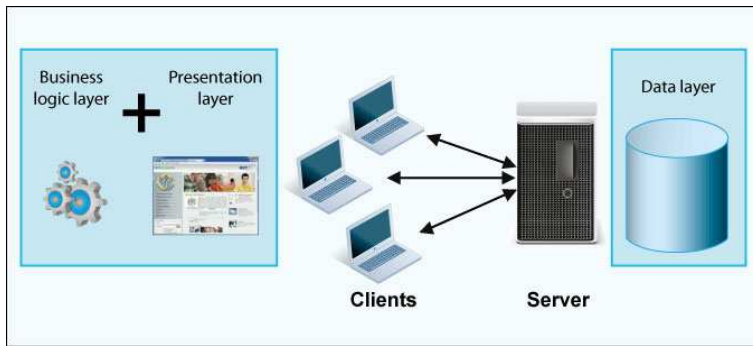 Business
logic layer
Presentation
layer
Data layer
Clients
Server